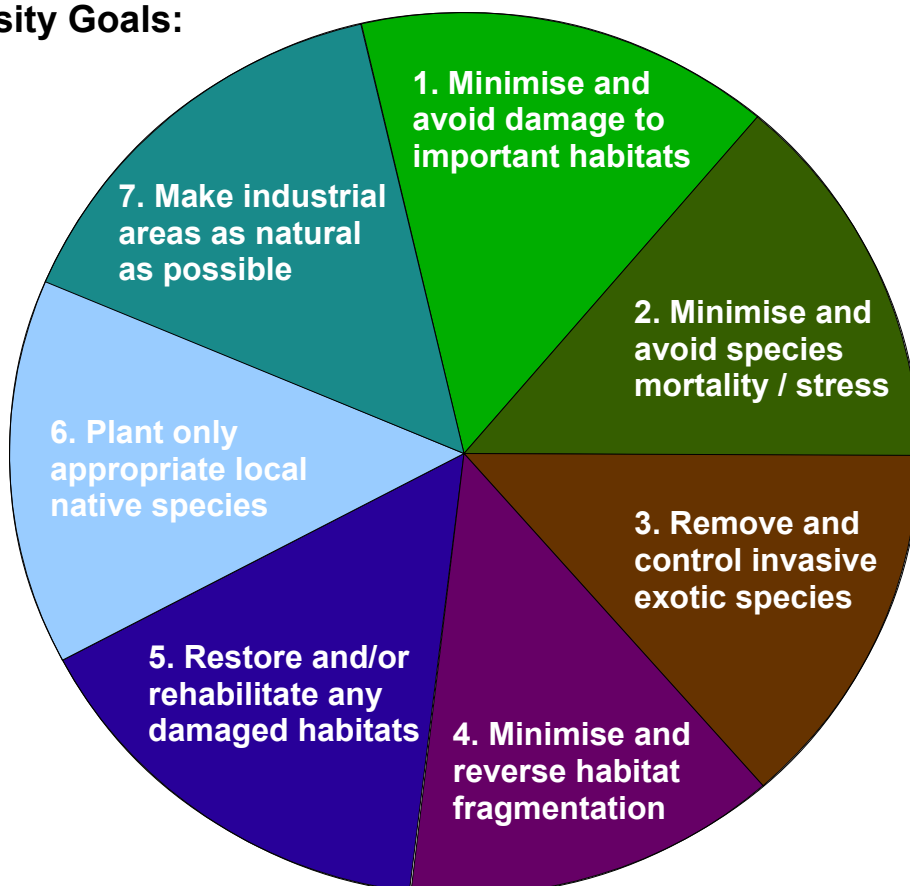 sity Goals:
1. Minimise and
avoid damage to
important habitats
2. Minimise and
avoid species
mortality / stress
3. Remove and
control invasive
exotic species
4. Minimise and
reverse habitat
fragmentation
5. Restore and/or
rehabilitate any
damaged habitats
6. Plant only
appropriate local
native species
7. Make industrial
areas as natural
as possible